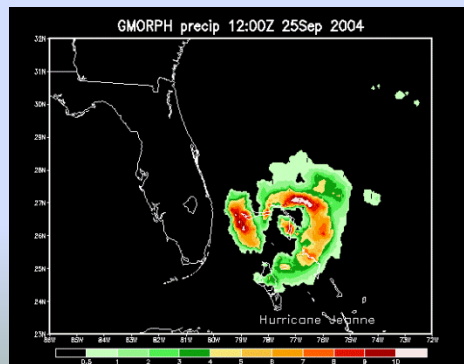 GMORPH precip 12:00Z 25Sep 2004
32N
31N
30N
29N
28N
27N
26N
25N
24N
23N
86W 85W 84W 83W 82W 81W 80W 79W 78W 77W 76W 75W 74W 73W 72W
Hurricane Jeanne
0.5 1 2 3 4 5 6 7 8 9 10